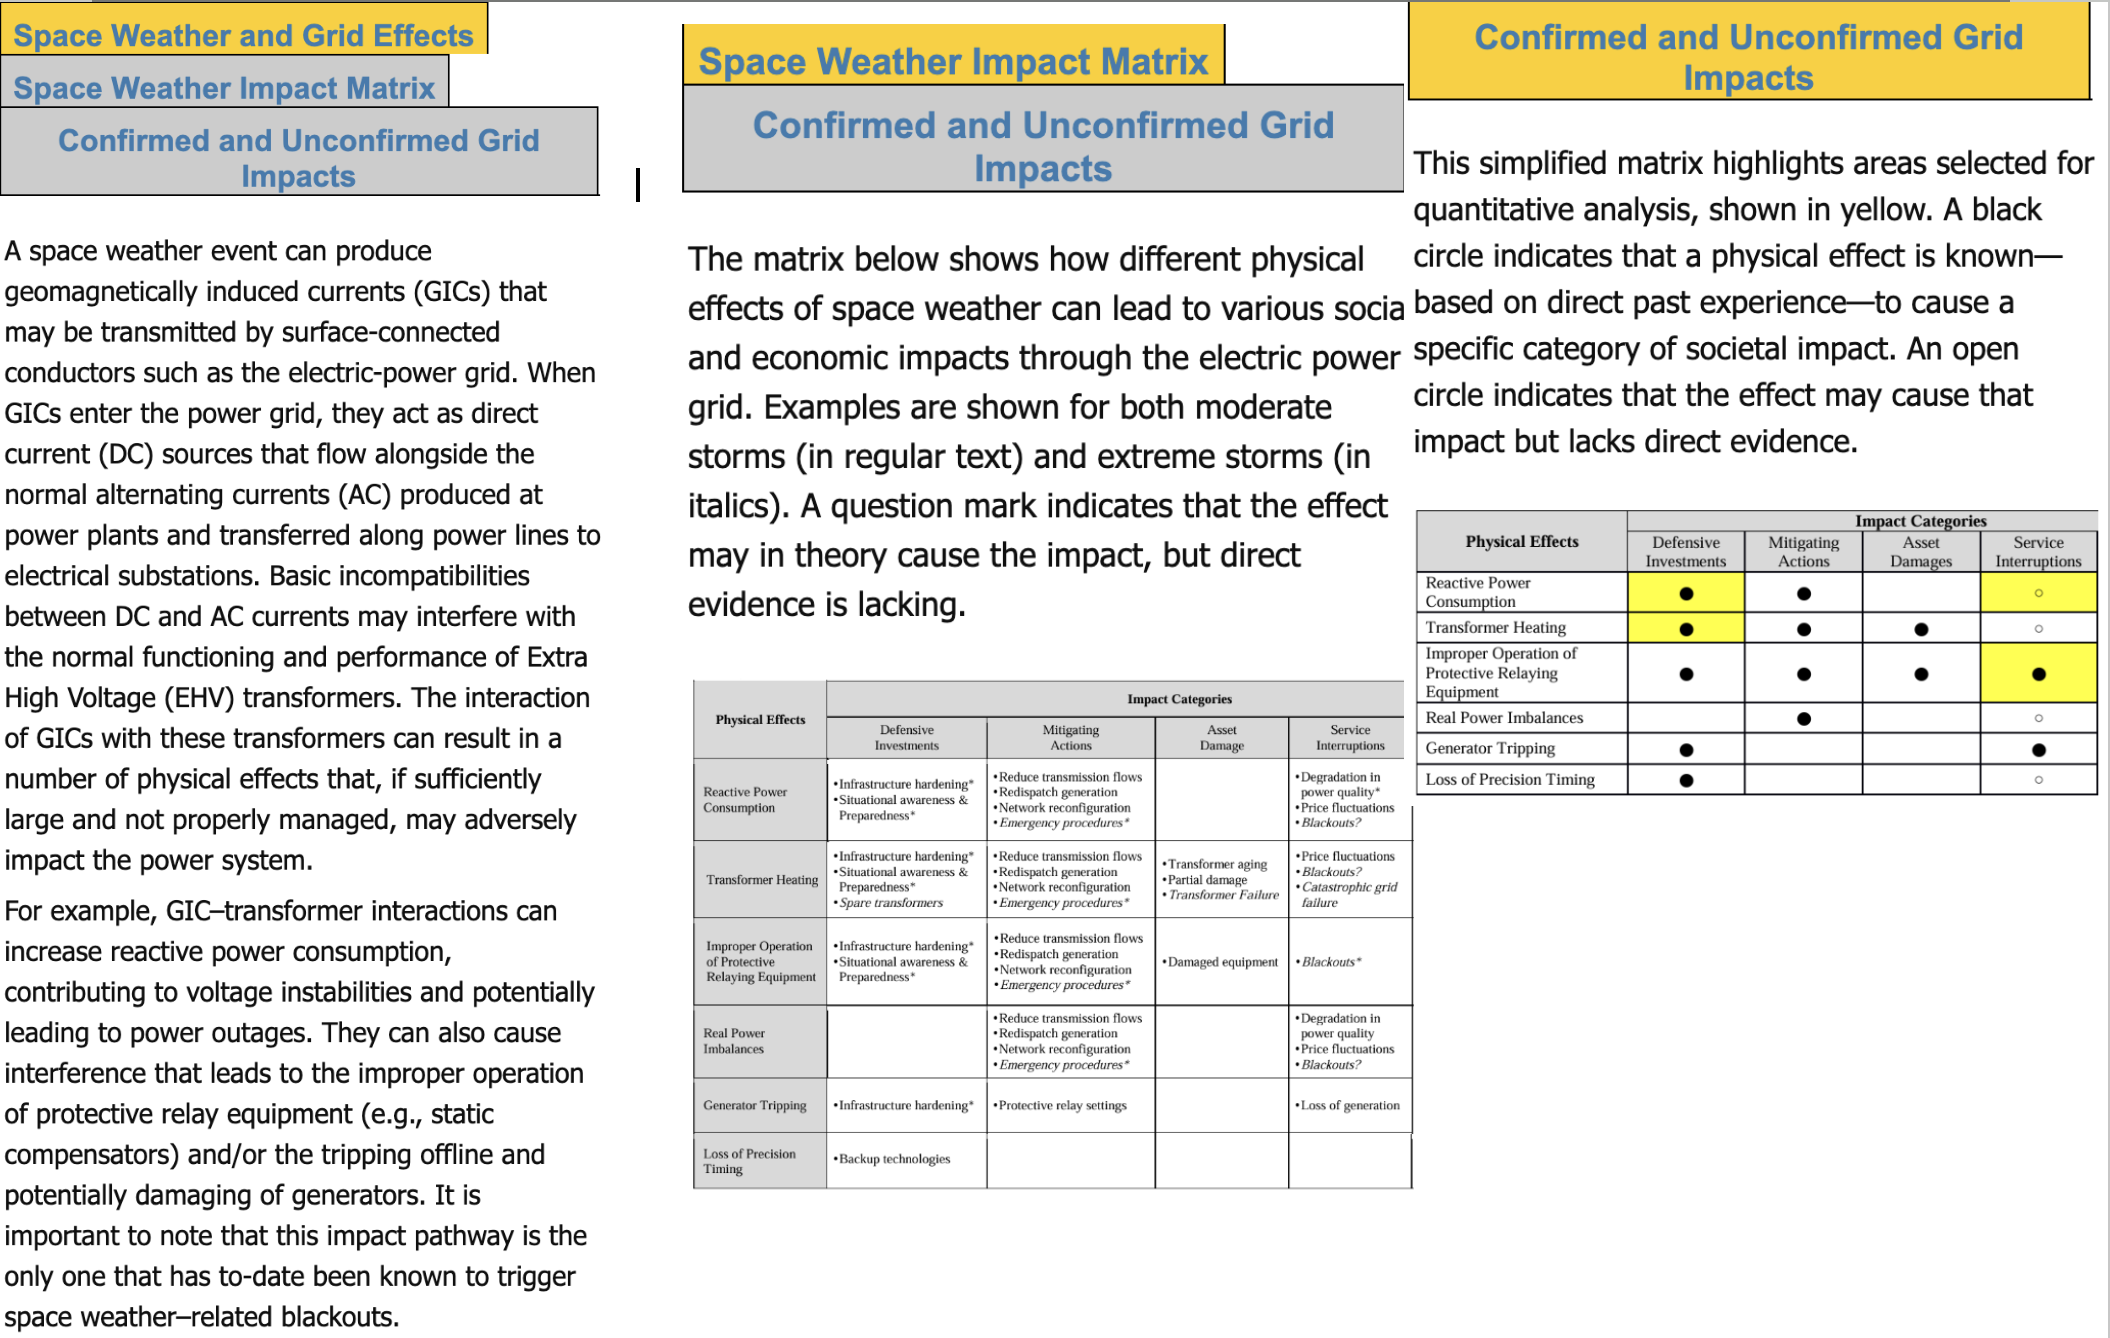 Space Weather and Grid Effects
Space Weather Impact Matrix
Confirmed and Unconfirmed Grid
Impacts
A space weather event can produce
geomagnetically induced currents (GICs) that
may be transmitted by surface-connected
conductors such as the electric-power grid. When
GICs enter the power grid, they act as direct
current (DC) sources that flow alongside the
normal alternating currents (AC) produced at
power plants and transferred along power lines to
electrical substations. Basic incompatibilities
between DC and AC currents may interfere with
the normal functioning and performance of Extra
High Voltage (EHV) transformers. The interaction
of GICs with these transformers can result in a
number of physical effects that, if sufficiently
large and not properly managed, may adversely
impact the power system.
For example, GIC–transformer interactions can
increase reactive power consumption,
contributing to voltage instabilities and potentially
leading to power outages. They can also cause
interference that leads to the improper operation
of protective relay equipment (e.g., static
compensators) and/or the tripping offline and
potentially damaging of generators. It is
important to note that this impact pathway is the
only one that has to-date been known to trigger
space weather–related blackouts.
Space Weather Impact Matrix
Confirmed and Unconfirmed Grid
Impacts
The matrix below shows how different physical
effects of space weather can lead to various socia
and economic impacts through the electric power
grid. Examples are shown for both moderate
storms (in regular text) and extreme storms (in
italics). A question mark indicates that the effect
may in theory cause the impact, but direct
evidence is lacking.
Physical Effects
Impact Categories
Defensive
Investments
Mitigating
Actions
Asset
Damage
Service
Interruptions
Reactive Power
Consumption
•Infrastructure hardening*
•Situational awareness &
Preparedness*
•Reduce transmission flows
•Redispatch generation
•Network reconfiguration
•Emergency procedures*
•Degradation in
power quality*
•Price fluctuations
•Blackouts?
Transformer Heating
•Infrastructure hardening*
•Situational awareness &
Preparedness*
•Spare transformers
•Reduce transmission flows
•Redispatch generation
•Network reconfiguration
•Emergency procedures*
•Transformer aging
•Partial damage
•Transformer Failure
•Price fluctuations
•Blackouts?
•Catastrophic grid
failure
Improper Operation
of Protective
Relaying Equipment
•Infrastructure hardening*
•Situational awareness &
Preparedness*
•Reduce transmission flows
•Redispatch generation
•Network reconfiguration
•Emergency procedures*
•Damaged equipment
•Blackouts*
Real Power
Imbalances
•Reduce transmission flows
•Redispatch generation
•Network reconfiguration
•Emergency procedures*
•Degradation in
power quality
•Price fluctuations
•Blackouts?
Generator Tripping
•Infrastructure hardening*
•Protective relay settings
•Loss of generation
Loss of Precision
Timing
•Backup technologies
Confirmed and Unconfirmed Grid
Impacts
This simplified matrix highlights areas selected for
quantitative analysis, shown in yellow. A black
circle indicates that a physical effect is known—
based on direct past experience—to cause a
specific category of societal impact. An open
circle indicates that the effect may cause that
impact but lacks direct evidence.
Physical Effects
Impact Categories
Defensive
Investments
Mitigating
Actions
Asset
Damages
Service
Interruptions
Reactive Power
Consumption
● ● ○
Transformer Heating
● ● ● ○
Improper Operation of
Protective Relaying
Equipment
● ● ● ●
Real Power Imbalances
● ○
Generator Tripping
● ●
Loss of Precision Timing
● ○